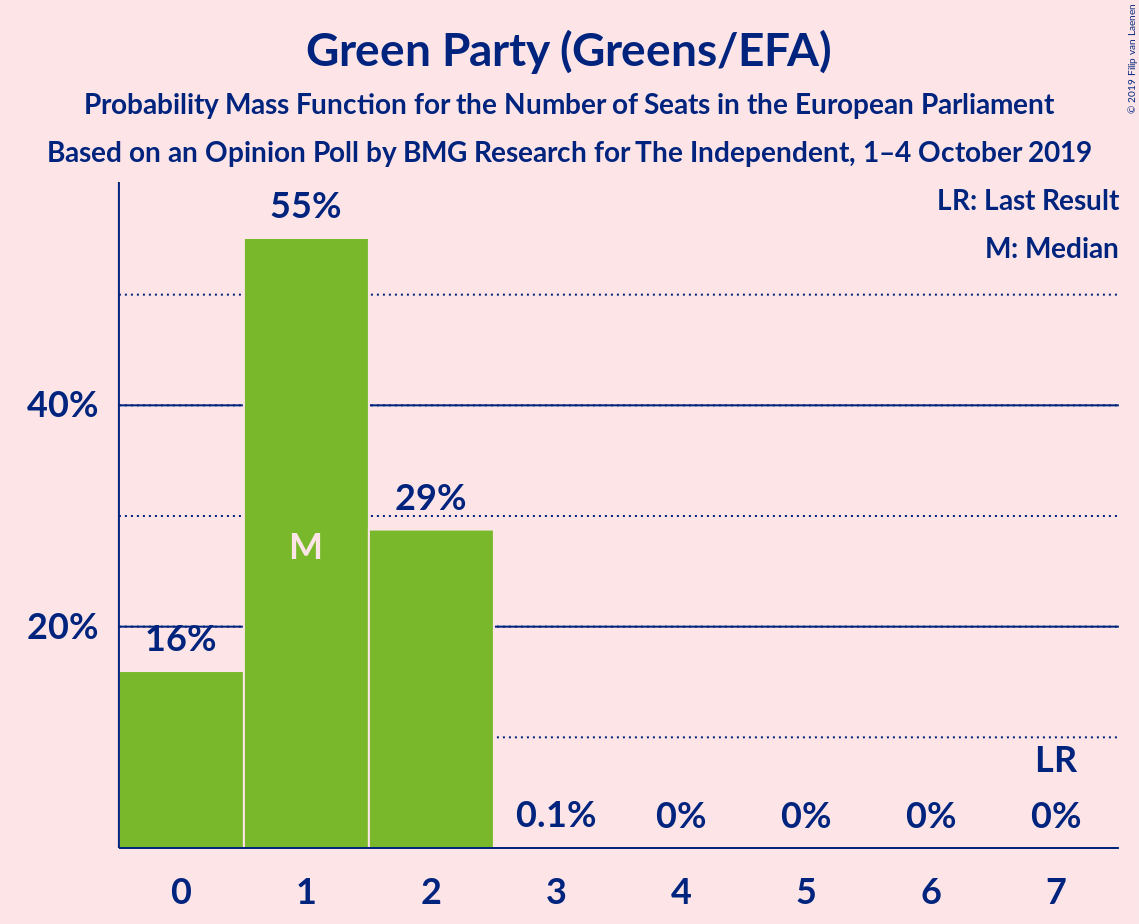 Green Party (Greens/EFA)
Probability Mass Function for the Number of Seats in the European Parliament
Based on an Opinion Poll by BMG Research for The Independent, 1–4 October 2019
© 2019 Filip van Laenen
LR: Last Result
M: Median
55%
40%
29%
M
20%
16%
LR
0.1%
0%
0%
0%
0%
0
1
2
3
4
5
6
7